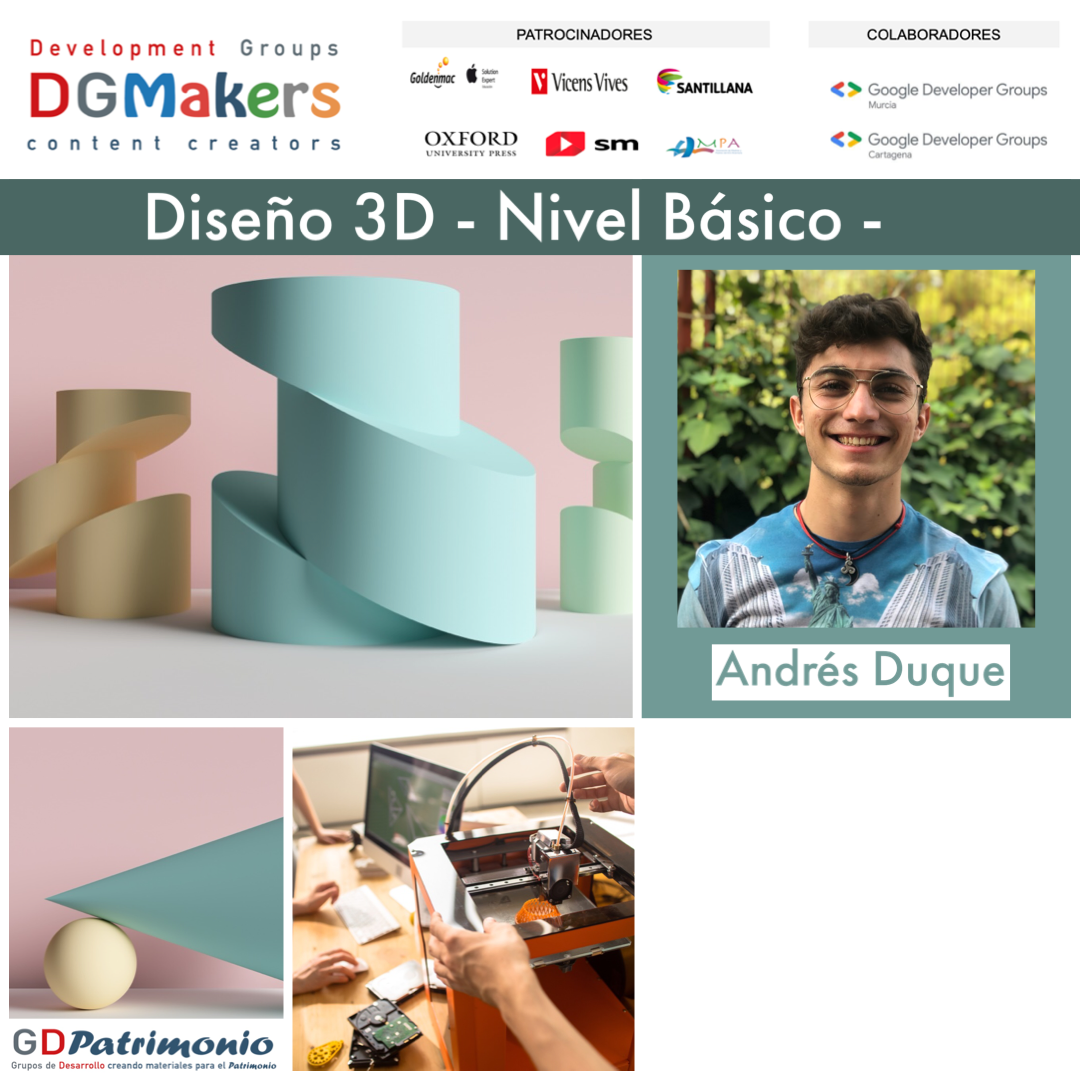 Development Groups
DGMakers
content creators
PATROCINADORES
Goldenmac
Solution
Expert
Vicens Vives
SANTILLANA
OXFORD
UNIVERSITY PRESS
sm
MPA
COLABORADORES
Google Developer Groups
Murcia
Google Developer Groups
Cartagena
Diseño 3D - Nivel Básico -
Andrés Duque
GDPatrimonio
Grupos de Desarrollo creando materiales para el Patrimonio